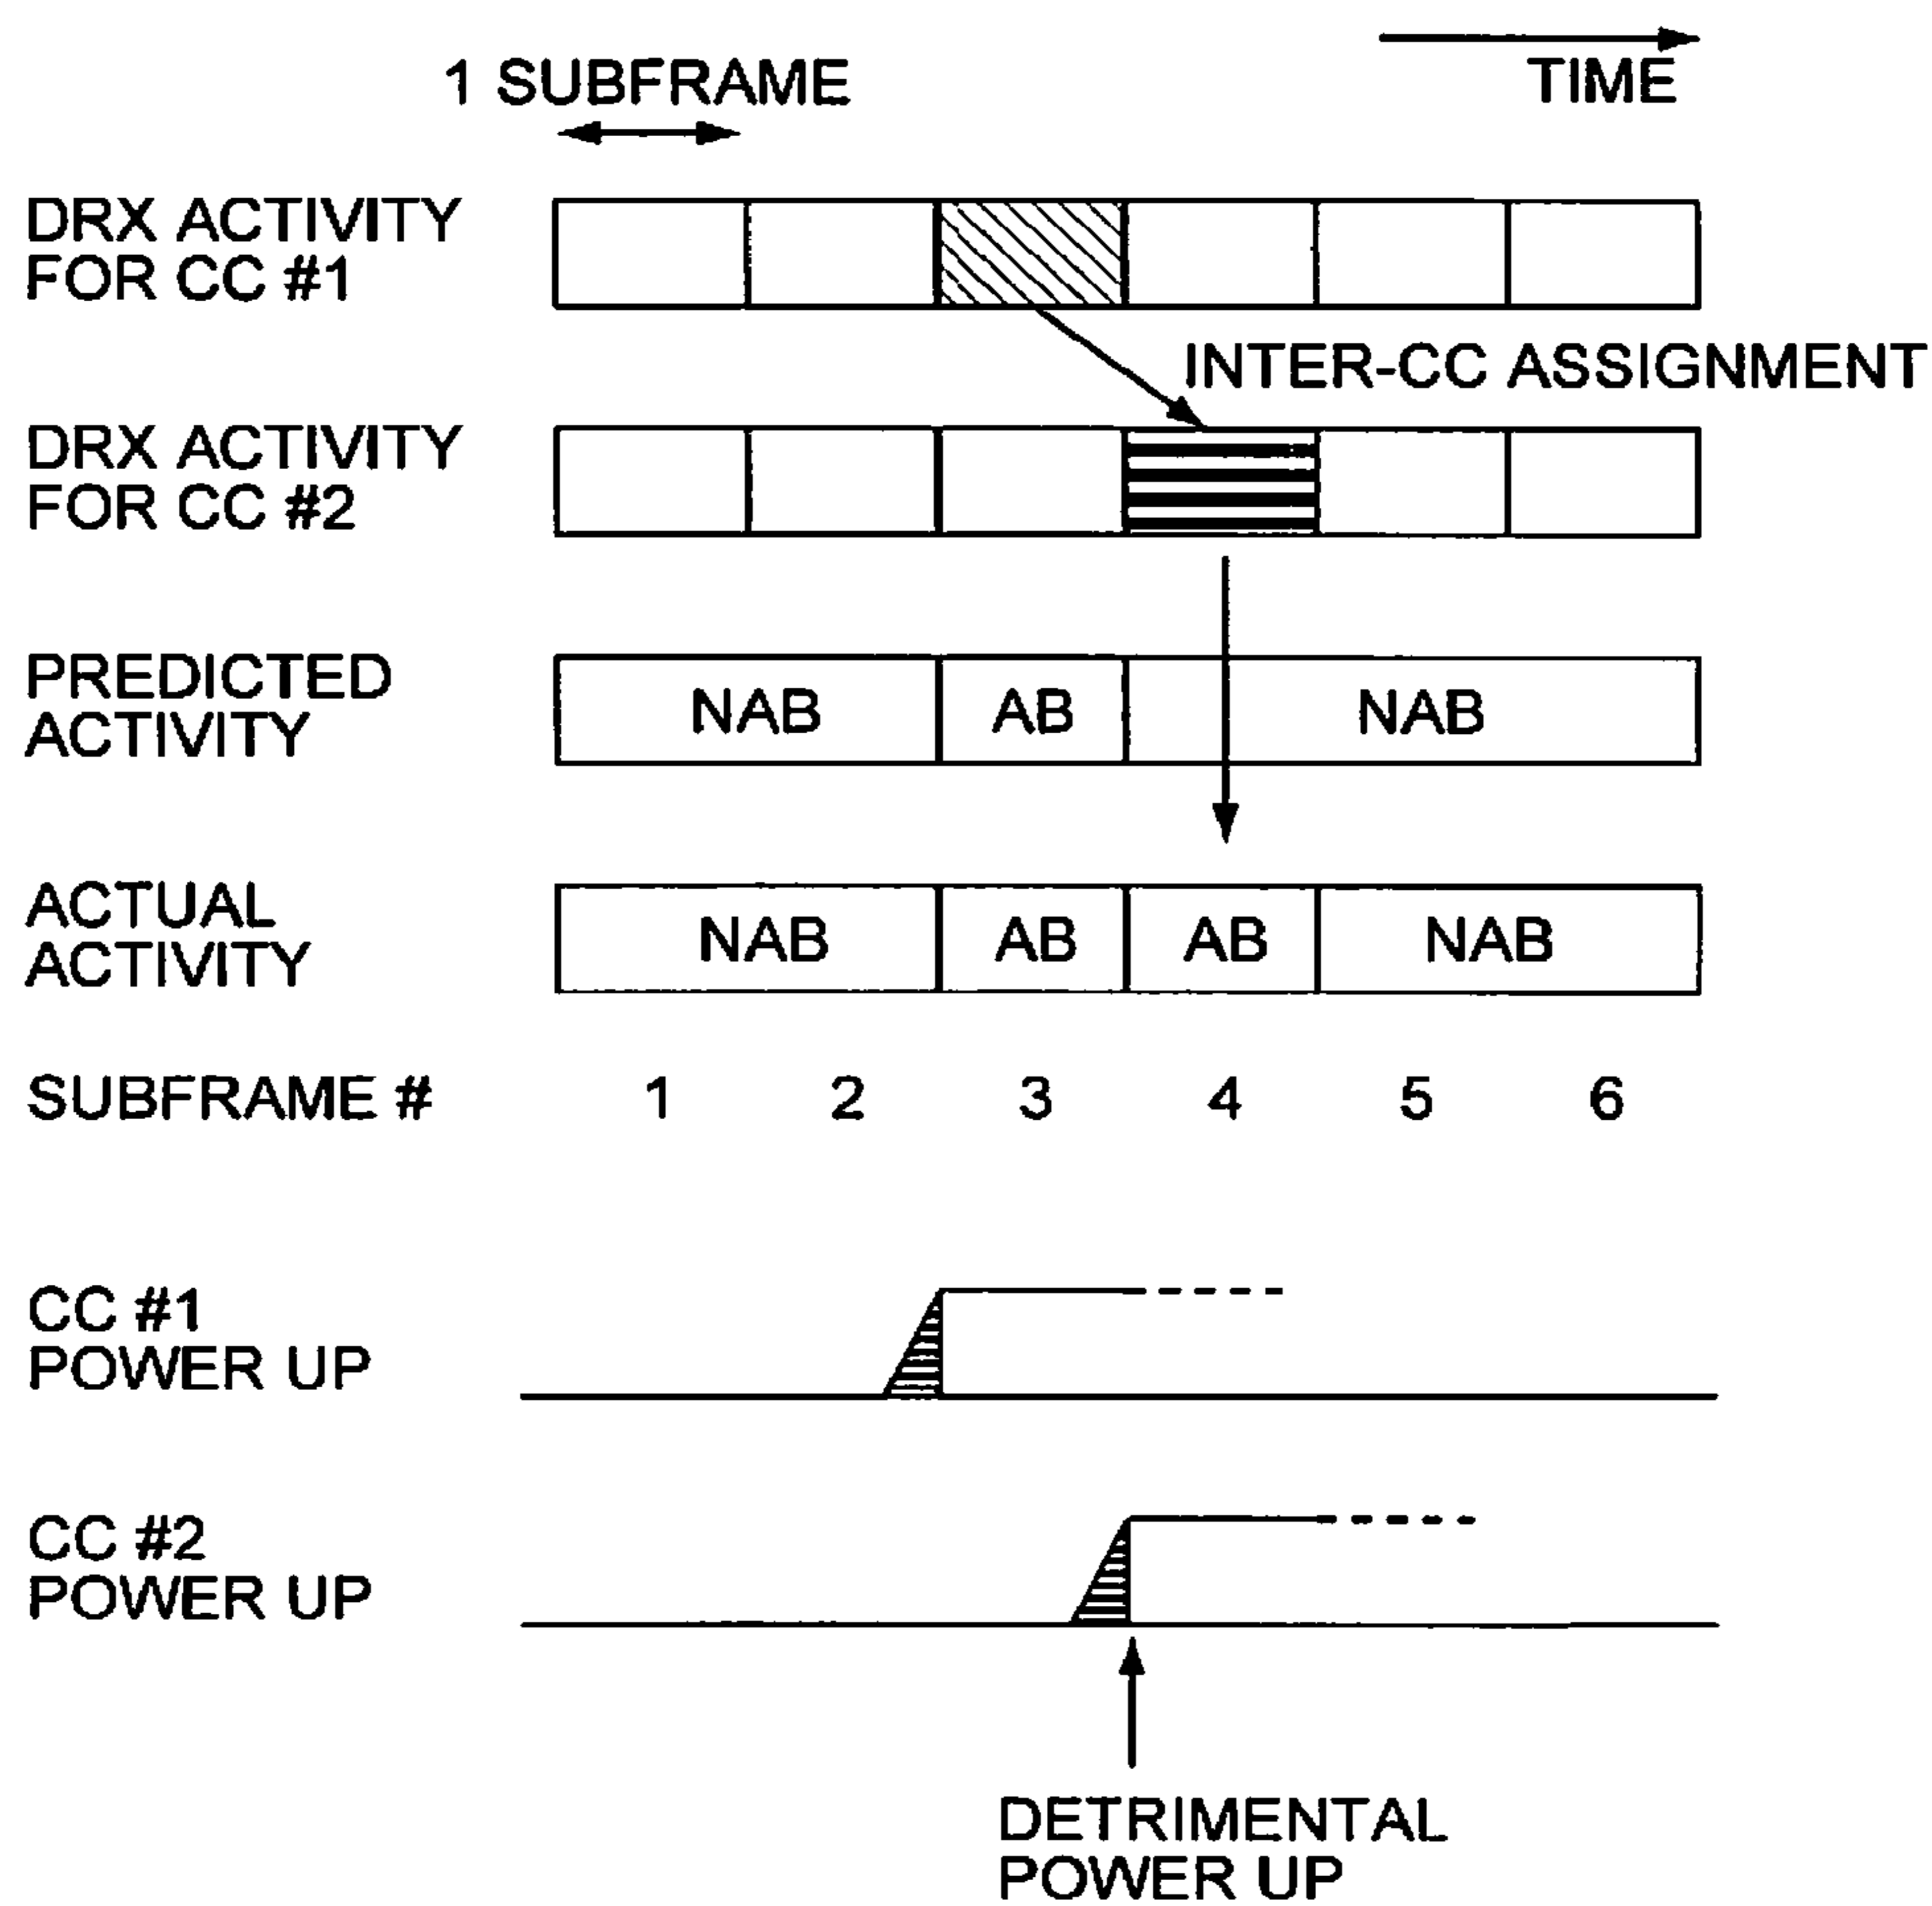 TIME
1 SUBFRAME
DRX ACTIVITY
FOR CC #1
INTER-CC ASSIGNMENT
DRX ACTIVITY
FOR CC #2
PREDICTED
ACTIVITY
NAB AB NAB
ACTUAL
ACTIVITY
NAB AB AB NAB
SUBFRAME # 1 2 3 4 5 6
CC #1
POWER UP
CC #2
POWER UP
DETRIMENTAL
POWER UP